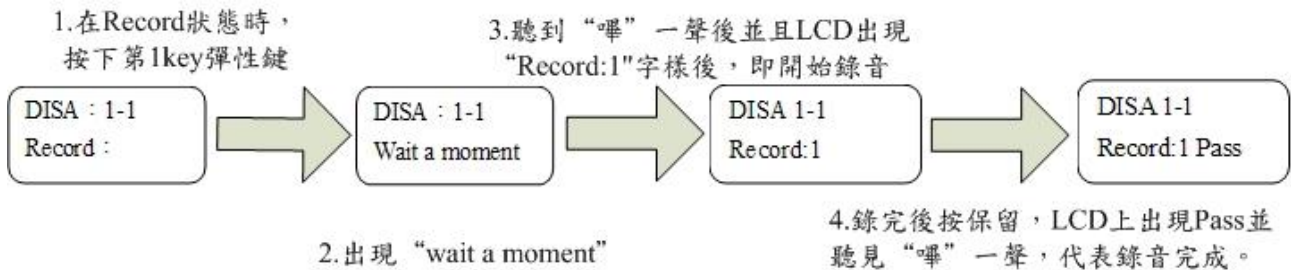 1.在Record狀態時，
按下第1key彈性鍵
DISA：1-1
Record：
2.出現“wait a moment”
DISA：1-1
Wait a moment
3.聽到“嗶”一聲後並且LCD出現
“Record:1"字樣後，即開始錄音
DISA 1-1
Record:1
DISA 1-1
Record:1 Pass
4.錄完後按保留，LCD上出現Pass並
聽見“嗶”一聲，代表錄音完成。